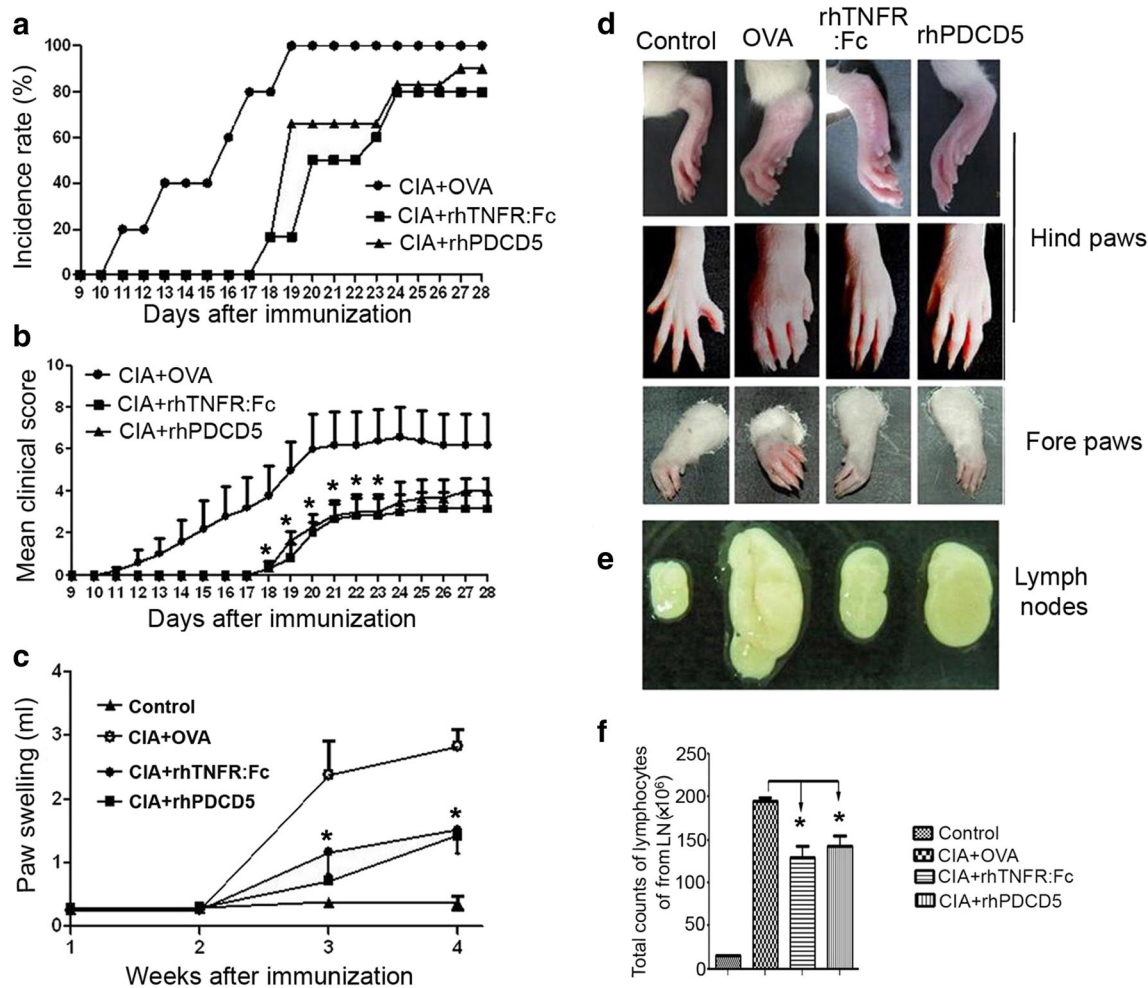 a
Incidence rate (%)
100
80
60
40
20
0
CIA+OVA
CIA+rhTNFR:Fc
CIA+rhPDCD5
9 10 11 12 13 14 15 16 17 18 19 20 21 22 23 24 25 26 27 28
Days after immunization
b
Mean clinical score
10
8
6
4
2
0
CIA+OVA
CIA+rhTNFR:Fc
CIA+rhPDCD5
* * * * * *
9 10 11 12 13 14 15 16 17 18 19 20 21 22 23 24 25 26 27 28
Days after immunization
c
Paw swelling (ml)
4
3
2
1
0
Control
CIA+OVA
CIA+rhTNFR:Fc
CIA+rhPDCD5
* *
1 2 3 4
Weeks after immunization
d
Control
OVA
rhTNFR
:Fc
rhPDCD5
Hind paws
Fore paws
e
Lymph
nodes
f
Total counts of lymphocytes
of from LN (×10⁶)
250
200
150
100
50
0
* *
Control
CIA+OVA
CIA+rhTNFR:Fc
CIA+rhPDCD5